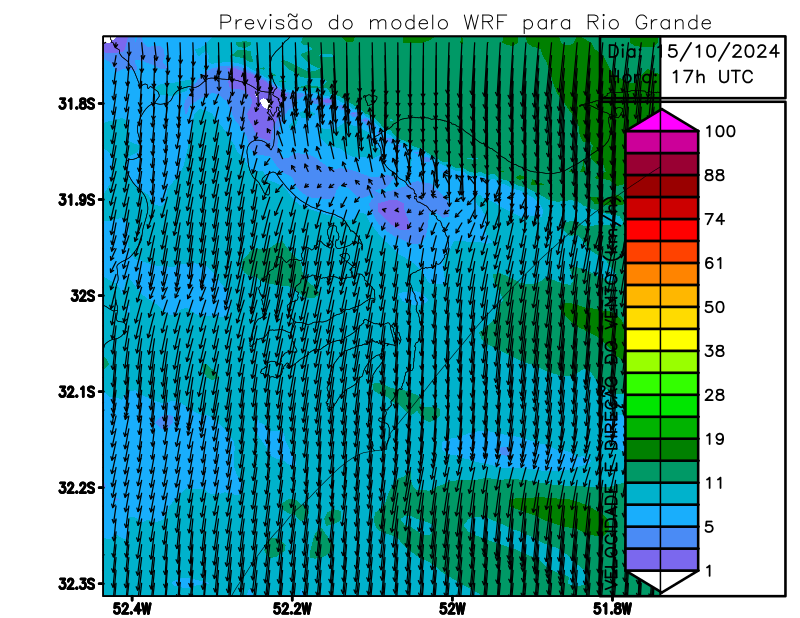 Previsão do modelo WRF para Rio Grande
Dia: 15/10/2024
Hora: 17h UTC
31.8S
31.9S
32S
32.1S
32.2S
32.3S
52.4W
52.2W
52W
51.8W
100
88
74
61
50
38
28
19
11
5
1
VELOCIDADE E DIREÇÃO DO VENTO (km/h)